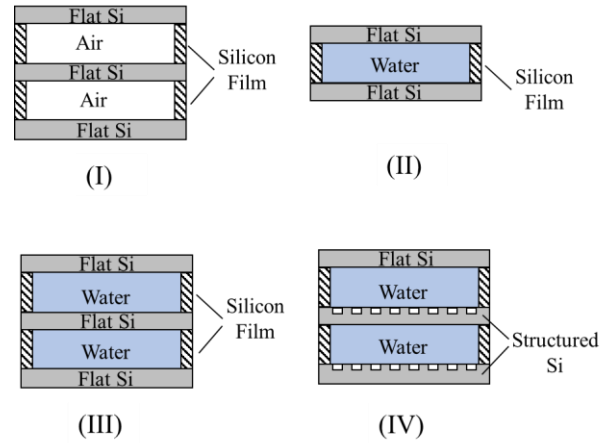 Flat Si
Air
Flat Si
Air
Flat Si
Silicon
Film
(I)
Flat Si
Water
Flat Si
Silicon
Film
(II)
Flat Si
Water
Flat Si
Water
Flat Si
Silicon
Film
(III)
Flat Si
Water
Water
Structured
Si
(IV)